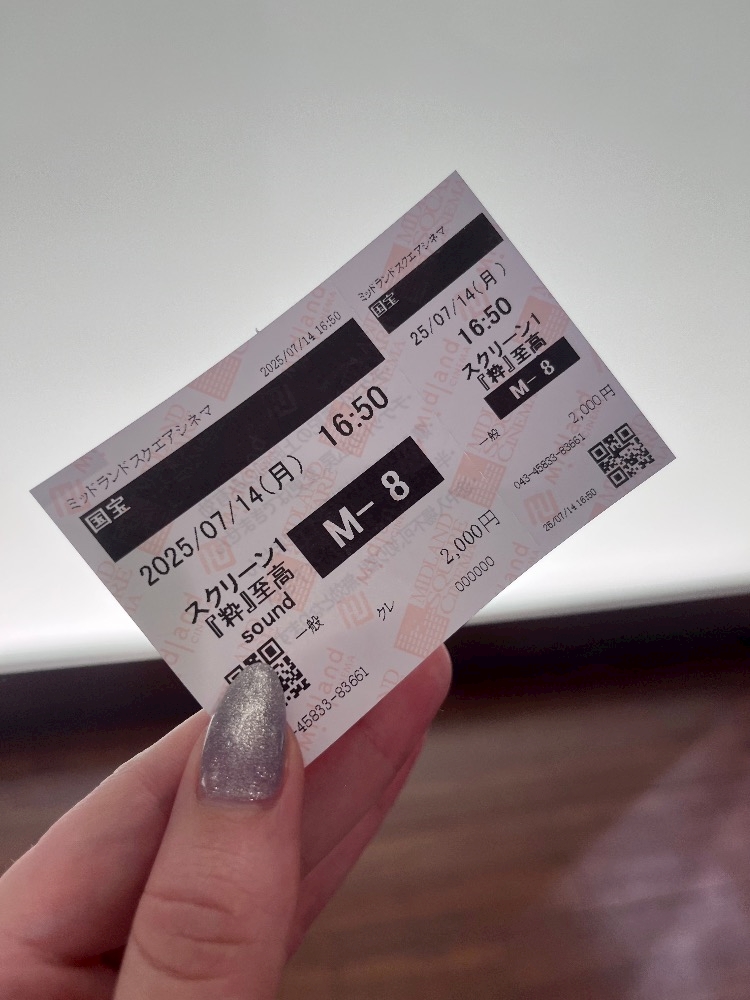 ミッドランドスクエアシネマ
2025/07/14 16:50
国宝
2025/07/14(月) 16:50
スクリーン1
『粋』至高
sound
M- 8
一般
クレ
2,000円
000000
-45833-83661
ミッドランドスクエアシネマ
国宝
25/07/14(月)
16:50
スクリーン1
『粋』至高
M- 8
一般
2,000円
043-45833-83661
25/07/14 16:50